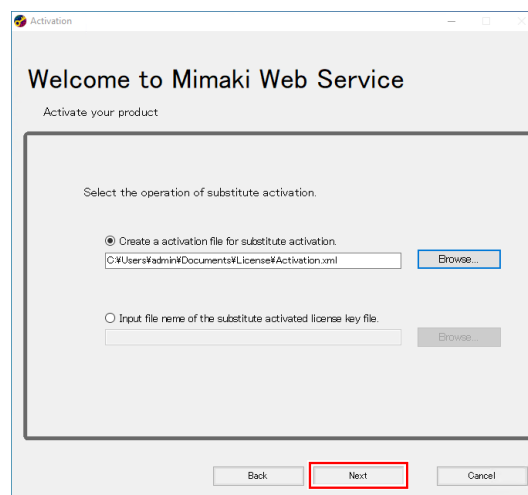 Activation
Welcome to Mimaki Web Service
Activate your product
Select the operation of substitute activation.
Create a activation file for substitute activation.
C:¥Users¥admin¥Documents¥License¥Activation.xml Browse...
Input file neme of the substitute activated license key file.
Browse...
Back Next Cancel